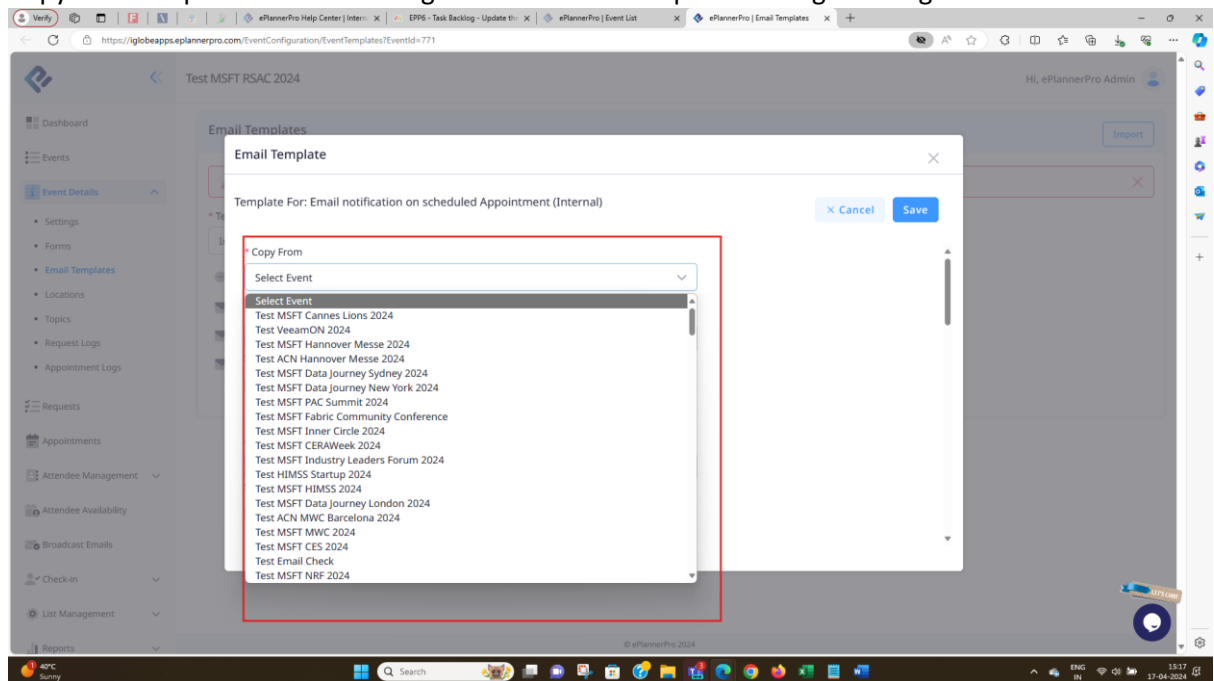 Verify
ePlannerPro Help Center | Intern
EPP6 - Task Backlog - Update th
ePlannerPro | Event List
ePlannerPro | Email Templates
https://iglobeapps.eplannerpro.com/EventConfiguration/EventTemplates?EventId=771
Test MSFT RSAC 2024
Hi, ePlannerPro Admin
Dashboard
Events
Event Details
Settings
Forms
Email Templates
Locations
Topics
Request Logs
Appointment Logs
Requests
Appointments
Attendee Management
Attendee Availability
Broadcast Emails
Check-in
List Management
Reports
Email Templates
Import
Email Template
Template For: Email notification on scheduled Appointment (Internal)
× Cancel
Save
* Te
* Copy From
Select Event
Select Event
Test MSFT Cannes Lions 2024
Test VeeamON 2024
Test MSFT Hannover Messe 2024
Test ACN Hannover Messe 2024
Test MSFT Data Journey Sydney 2024
Test MSFT Data Journey New York 2024
Test MSFT PAC Summit 2024
Test MSFT Fabric Community Conference
Test MSFT Inner Circle 2024
Test MSFT CERAWeek 2024
Test MSFT Industry Leaders Forum 2024
Test HIMSS Startup 2024
Test MSFT HIMSS 2024
Test MSFT Data Journey London 2024
Test ACN MWC Barcelona 2024
Test MSFT MWC 2024
Test MSFT CES 2024
Test Email Check
Test MSFT NRF 2024
© ePlannerPro 2024
40°C
Sunny
Search
ENG
IN
15:17
17-04-2024